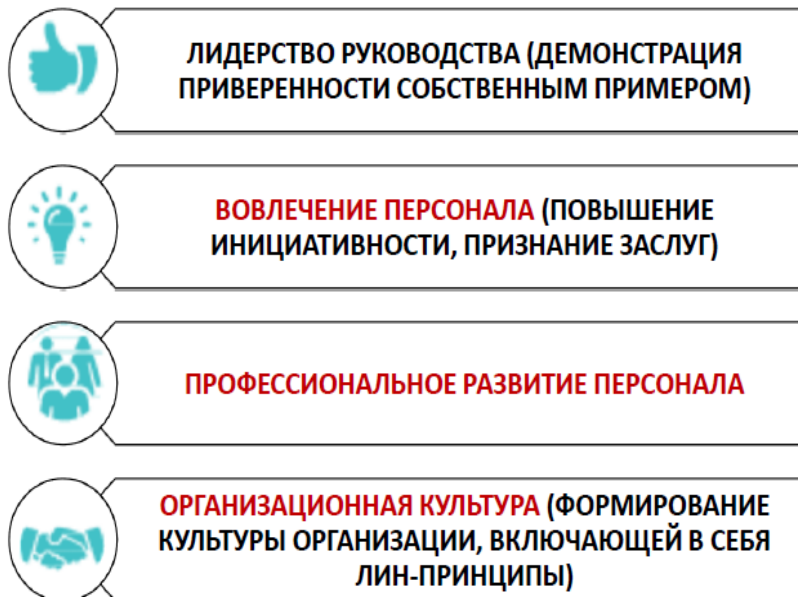 ЛИДЕРСТВО РУКОВОДСТВА (ДЕМОНСТРАЦИЯ
ПРИВЕРЕННОСТИ СОБСТВЕННЫМ ПРИМЕРОМ)
ВОВЛЕЧЕНИЕ ПЕРСОНАЛА (ПОВЫШЕНИЕ
ИНИЦИАТИВНОСТИ, ПРИЗНАНИЕ ЗАСЛУГ)
ПРОФЕССИОНАЛЬНОЕ РАЗВИТИЕ ПЕРСОНАЛА
ОРГАНИЗАЦИОННАЯ КУЛЬТУРА (ФОРМИРОВАНИЕ
КУЛЬТУРЫ ОРГАНИЗАЦИИ, ВКЛЮЧАЮЩЕЙ В СЕБЯ
ЛИН-ПРИНЦИПЫ)